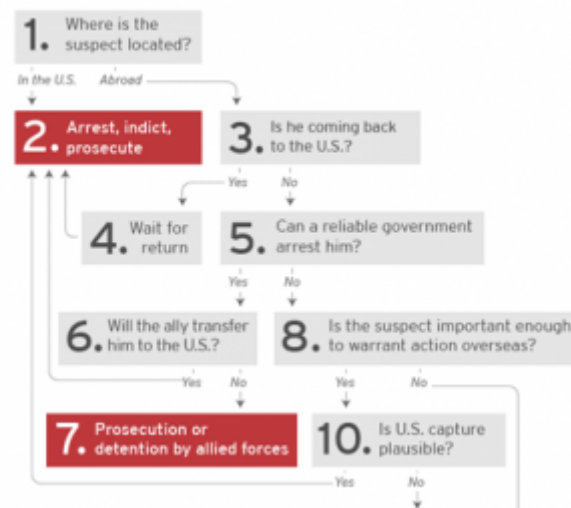 1. Where is the
suspect located?
In the U.S. Abroad
2. Arrest, indict,
prosecute
3. Is he coming back
to the U.S.?
Yes No
4. Wait for
return
5. Can a reliable government
arrest him?
Yes No
6. Will the ally transfer
him to the U.S.?
8. Is the suspect important enough
to warrant action overseas?
Yes No
Yes No
7. Prosecution or
detention by allied forces
10. Is U.S. capture
plausible?
Yes No